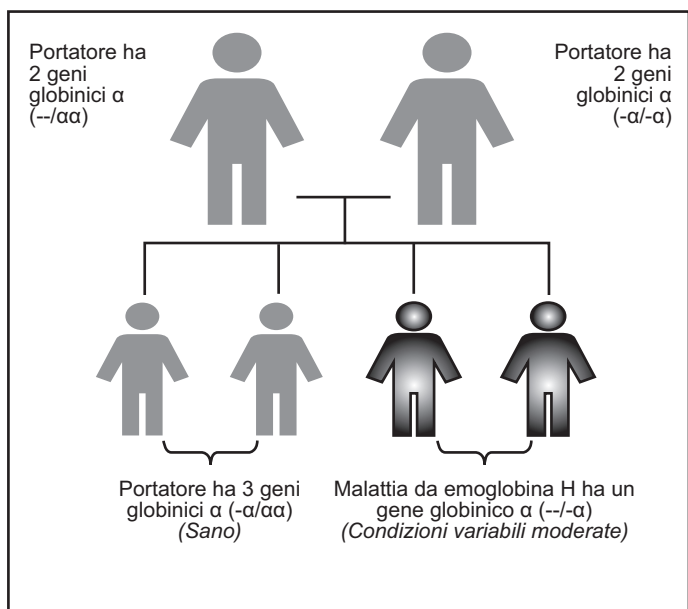 Portatore ha
2 geni
globinici α
(--/αα)
Portatore ha
2 geni
globinici α
(-α/-α)
Portatore ha 3 geni
globinici α (-α/αα)
(Sano)
Malattia da emoglobina H ha un
gene globinico α (--/-α)
(Condizioni variabili moderate)